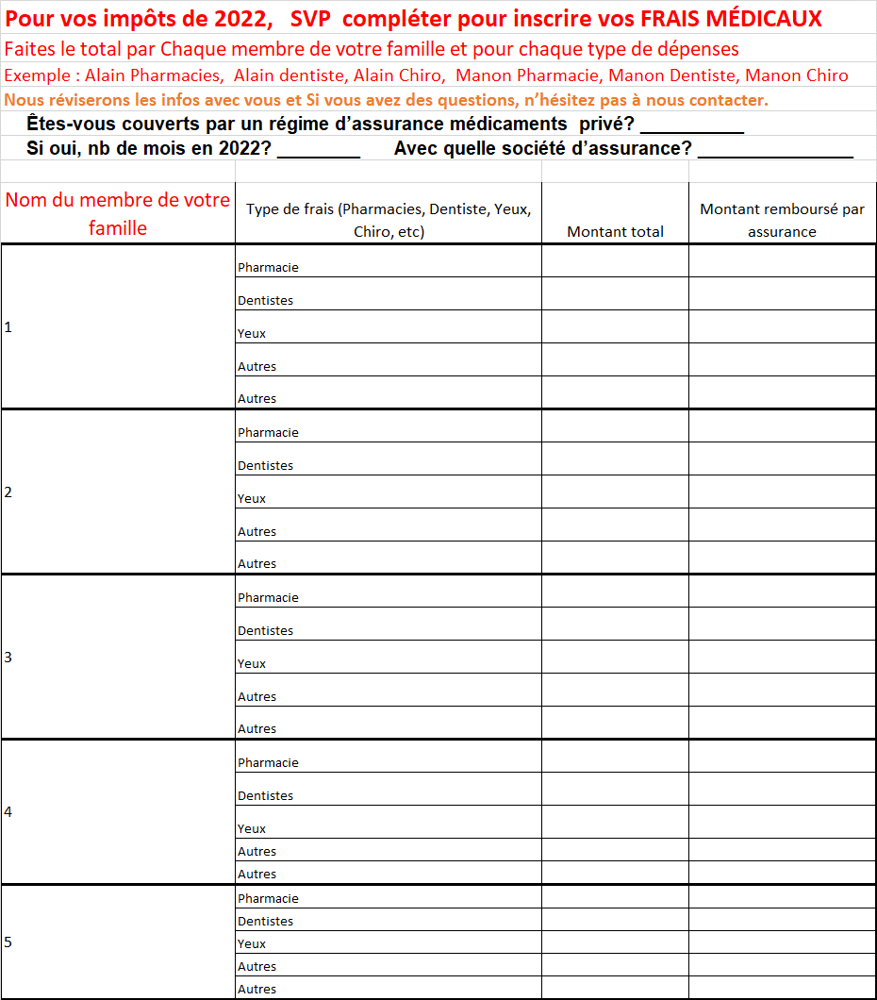 Pour vos impôts de 2022,   SVP  compléter pour inscrire vos FRAIS MÉDICAUX
Faites le total par Chaque membre de votre famille et pour chaque type de dépenses
Exemple : Alain Pharmacies,  Alain dentiste, Alain Chiro,  Manon Pharmacie, Manon Dentiste, Manon Chiro
Nous réviserons les infos avec vous et Si vous avez des questions, n’hésitez pas à nous contacter.
Êtes-vous couverts par un régime d’assurance médicaments  privé? __________
Si oui, nb de mois en 2022? ________      Avec quelle société d’assurance? _______________
Nom du membre de votre
famille
Type de frais (Pharmacies, Dentiste, Yeux,
Chiro, etc)
Montant total
Montant remboursé par
assurance
1
Pharmacie
Dentistes
Yeux
Autres
Autres
2
Pharmacie
Dentistes
Yeux
Autres
Autres
3
Pharmacie
Dentistes
Yeux
Autres
Autres
4
Pharmacie
Dentistes
Yeux
Autres
Autres
5
Pharmacie
Dentistes
Yeux
Autres
Autres